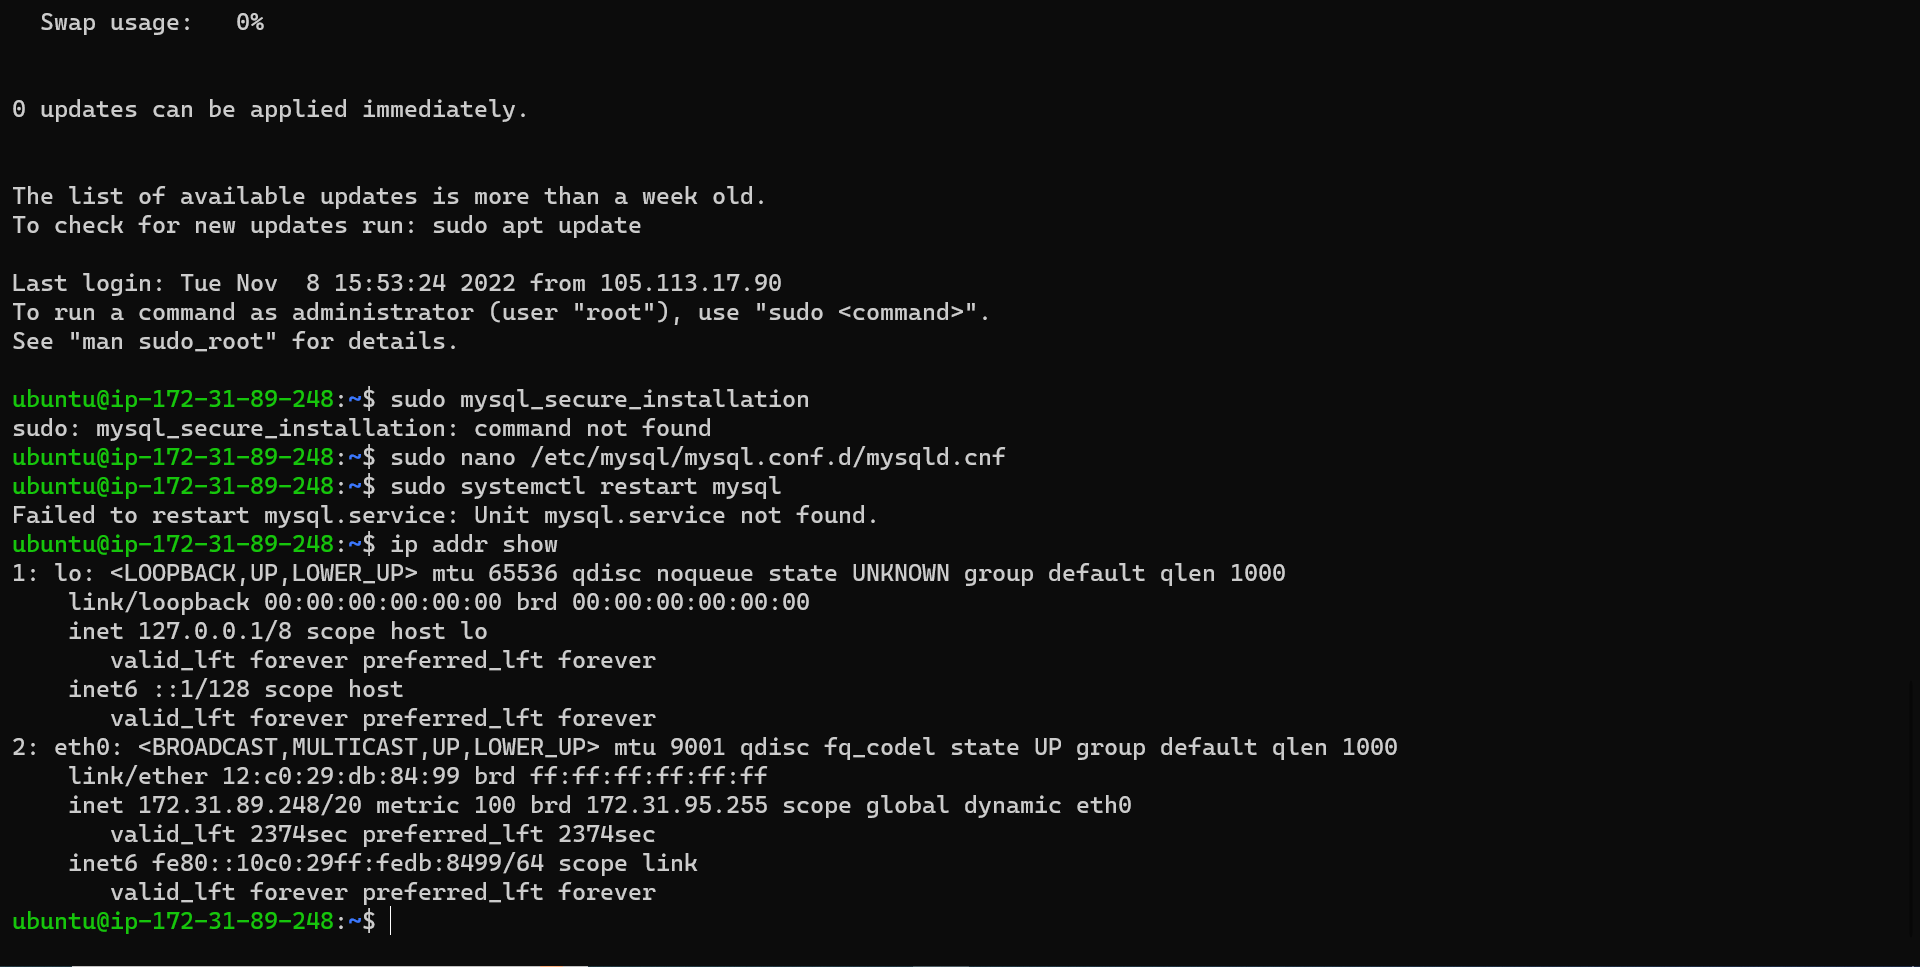 Swap usage:   0%
0 updates can be applied immediately.
The list of available updates is more than a week old.
To check for new updates run: sudo apt update
Last login: Tue Nov  8 15:53:24 2022 from 105.113.17.90
To run a command as administrator (user "root"), use "sudo <command>".
See "man sudo_root" for details.
ubuntu@ip-172-31-89-248:~$ sudo mysql_secure_installation
sudo: mysql_secure_installation: command not found
ubuntu@ip-172-31-89-248:~$ sudo nano /etc/mysql/mysql.conf.d/mysqld.cnf
ubuntu@ip-172-31-89-248:~$ sudo systemctl restart mysql
Failed to restart mysql.service: Unit mysql.service not found.
ubuntu@ip-172-31-89-248:~$ ip addr show
1: lo: <LOOPBACK,UP,LOWER_UP> mtu 65536 qdisc noqueue state UNKNOWN group default qlen 1000
    link/loopback 00:00:00:00:00:00 brd 00:00:00:00:00:00
    inet 127.0.0.1/8 scope host lo
       valid_lft forever preferred_lft forever
    inet6 ::1/128 scope host
       valid_lft forever preferred_lft forever
2: eth0: <BROADCAST,MULTICAST,UP,LOWER_UP> mtu 9001 qdisc fq_codel state UP group default qlen 1000
    link/ether 12:c0:29:db:84:99 brd ff:ff:ff:ff:ff:ff
    inet 172.31.89.248/20 metric 100 brd 172.31.95.255 scope global dynamic eth0
       valid_lft 2374sec preferred_lft 2374sec
    inet6 fe80::10c0:29ff:fedb:8499/64 scope link
       valid_lft forever preferred_lft forever
ubuntu@ip-172-31-89-248:~$